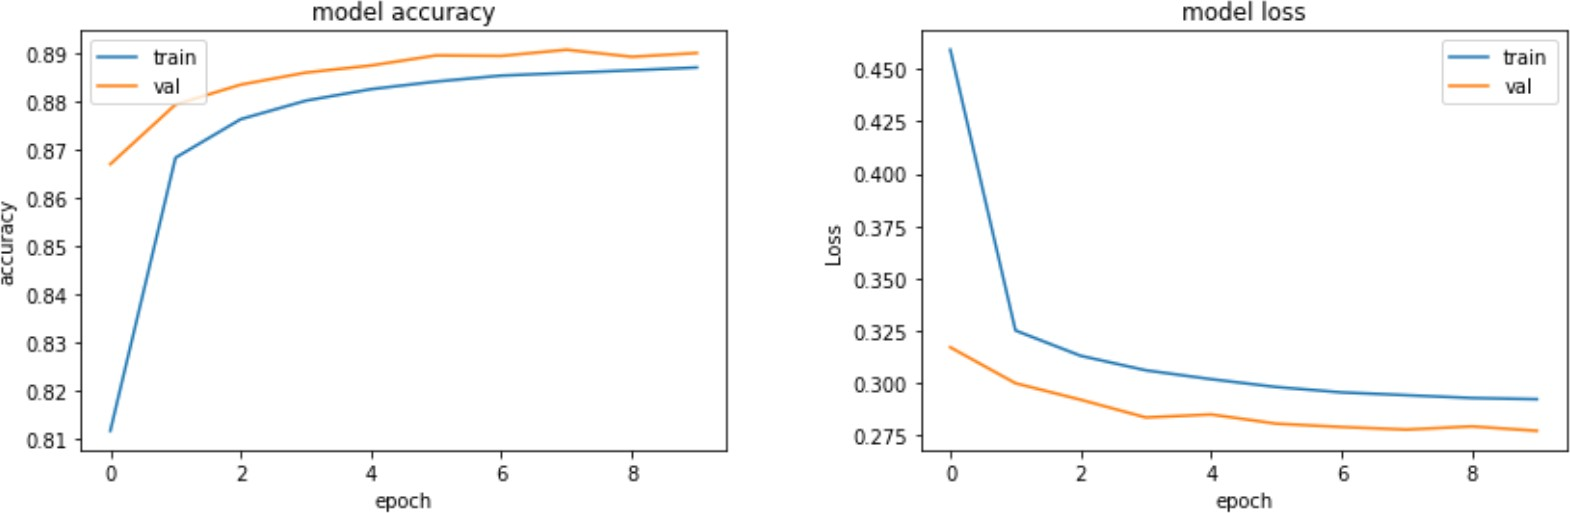 model accuracy
train
val
0.89
0.88
0.87
0.86
0.85
0.84
0.83
0.82
0.81
accuracy
0 2 4 6 8
epoch
model loss
train
val
0.450
0.425
0.400
0.375
0.350
0.325
0.300
0.275
Loss
0 2 4 6 8
epoch